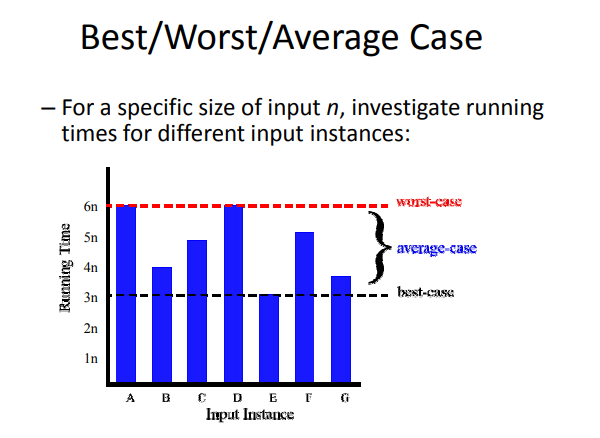 Best/Worst/Average Case
– For a specific size of input n, investigate running
times for different input instances:
Running Time
6n
5n
4n
3n
2n
1n
worst-case
average-case
best-case
A B C D E F G
Input Instance